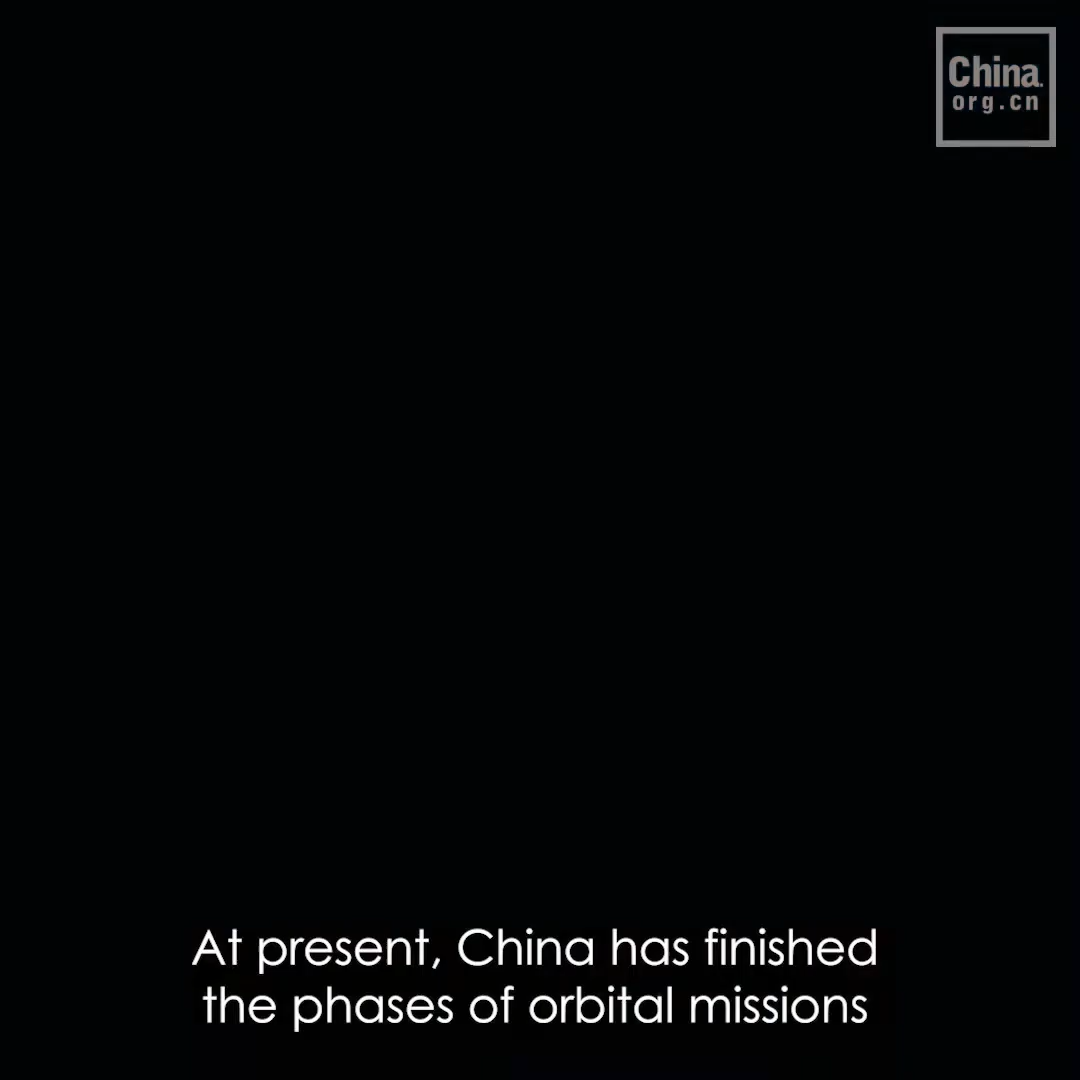 China.
org.cn
At present, China has finished
the phases of orbital missions